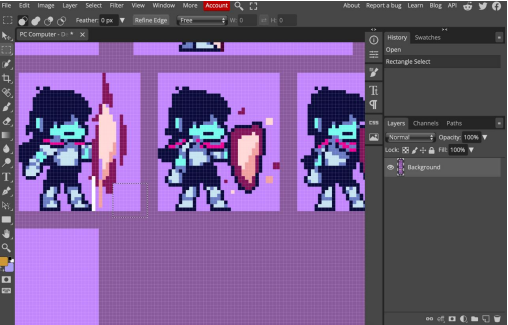 File Edit Image Layer Select Filter View Window More Account About Report a bug Learn Blog API
Feather: 0 px Refine Edge Free W: 0 H: 0
PC Computer - D
History Swatches
Open
Rectangle Select
CSS
Layers Channels Paths
Normal Opacity: 100%
Lock: Fill: 100%
Background